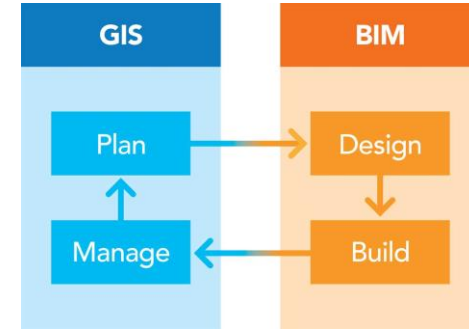 GIS
BIM
Plan
Design
Manage
Build